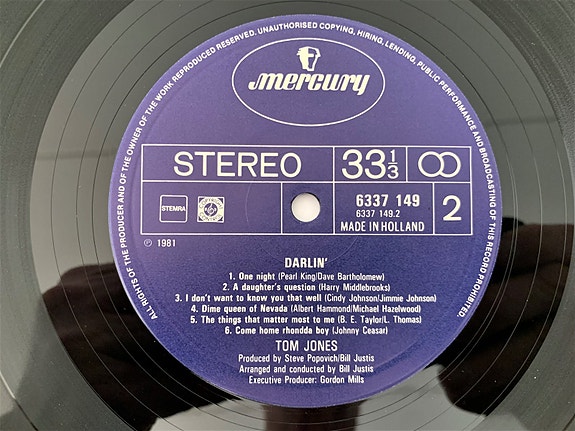 ALL RIGHTS OF THE PRODUCER AND OF THE OWNER OF THE WORK REPRODUCED RESERVED. UNAUTHORISED COPYING, HIRING, LENDING, PUBLIC PERFORMANCE AND BROADCASTING OF THIS RECORD PROHIBITED.
mercury
STEREO
33 1/3
STEMRA
6337 149
6337 149.2
MADE IN HOLLAND
2
℗ 1981
DARLIN'
1. One night (Pearl King/Dave Bartholomew)
2. A daughter's question (Harry Middlebrooks)
3. I don't want to know you that well (Cindy Johnson/Jimmie Johnson)
4. Dime queen of Nevada (Albert Hammond/Michael Hazelwood)
5. The things that matter most to me (B. E. Taylor/L. Thomas)
6. Come home rhondda boy (Johnny Ceasar)
TOM JONES
Produced by Steve Popovich/Bill Justis
Arranged and conducted by Bill Justis
Executive Producer: Gordon Mills